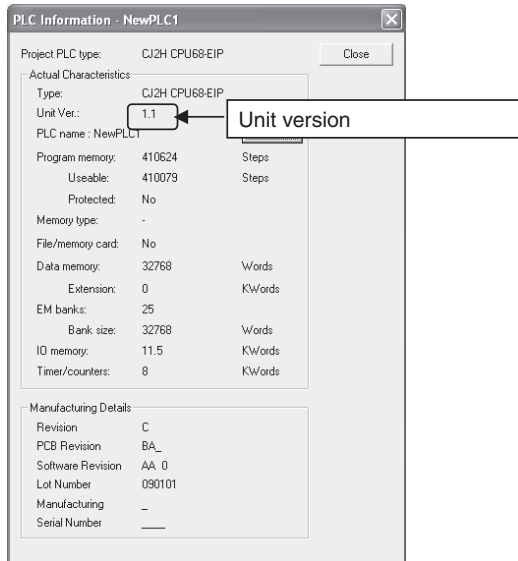 PLC Information - NewPLC1
Project PLC type: CJ2H CPU68-EIP Close
Actual Characteristics
Type: CJ2H CPU68-EIP
Unit Ver.: 1.1
Unit version
PLC name : NewPLC1
Program memory: 410624 Steps
Useable: 410079 Steps
Protected: No
Memory type: -
File/memory card: No
Data memory: 32768 Words
Extension: 0 KWords
EM banks: 25
Bank size: 32768 Words
IO memory: 11.5 KWords
Timer/counters: 8 KWords
Manufacturing Details
Revision C
PCB Revision BA_
Software Revision AA 0
Lot Number 090101
Manufacturing _
Serial Number ____